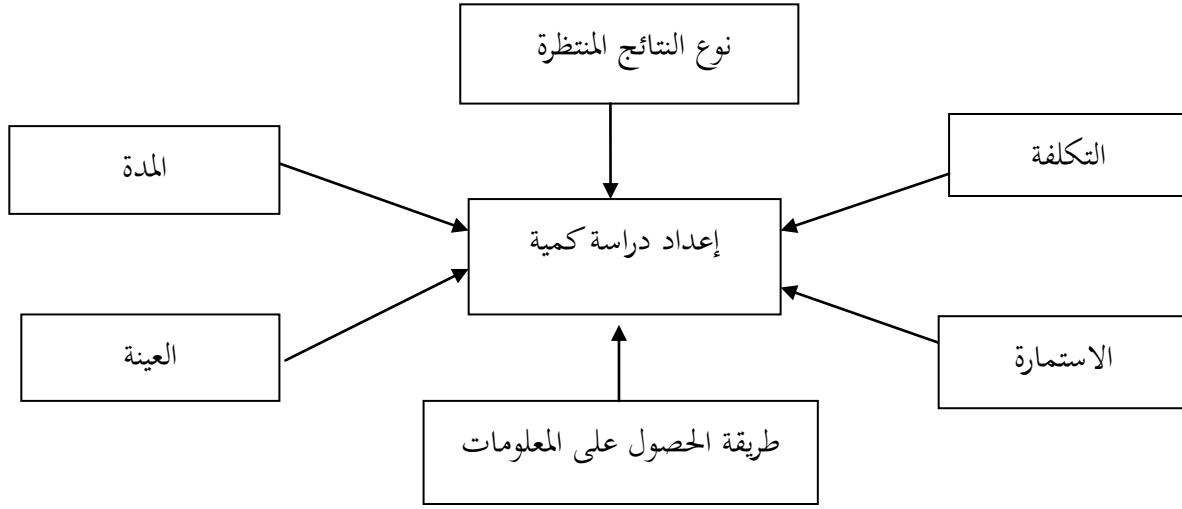 نوع النتائج المنتظرة
التكلفة
المدة
إعداد دراسة كمية
الاستمارة
العينة
طريقة الحصول على المعلومات